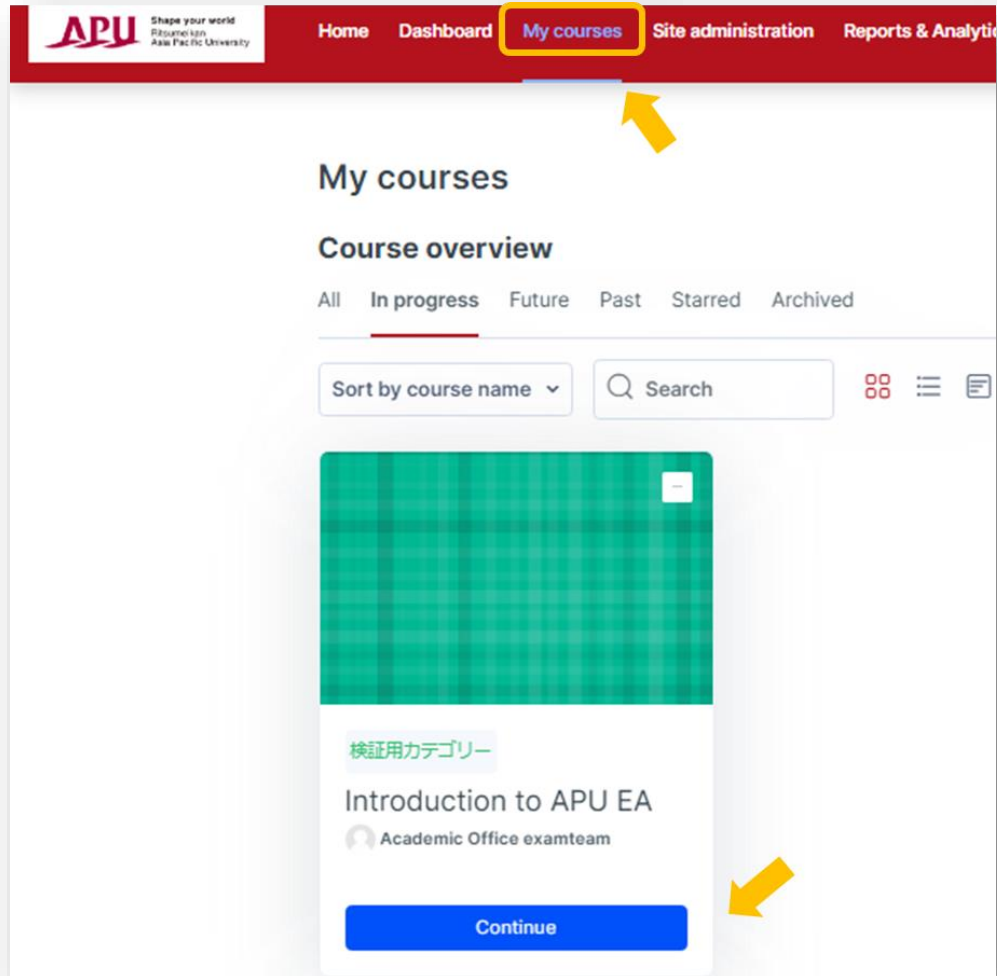 APU
Shape your world
Ritsumeikan
Asia Pacific University
Home Dashboard My courses Site administration Reports & Analytic
My courses
Course overview
All In progress Future Past Starred Archived
Sort by course name Search
検証用カテゴリー
Introduction to APU EA
Academic Office examteam
Continue